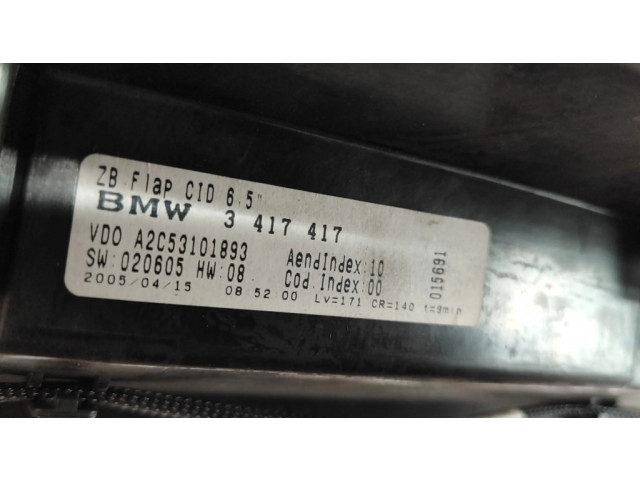 ZB Flap CID 6.5"
BMW 3 417 417
VDO A2C53101893 AendIndex:10
SW:020605 HW:08 Cod.Index:00
2005/04/15 08:52:00 Lv=171 CR=140 t=9min
015691